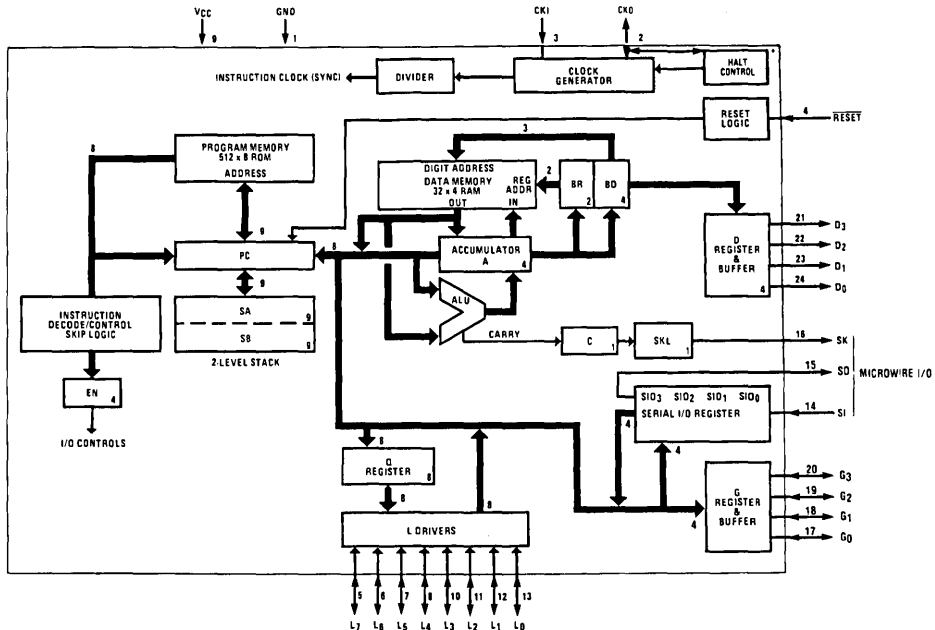 VCC GND CKI CKO
9 1 3 2
INSTRUCTION CLOCK (SYNC)
DIVIDER
CLOCK
GENERATOR
HALT
CONTROL
*
RESET
LOGIC
4
RESET
8
PROGRAM MEMORY
512 x 8 ROM
ADDRESS
3
DIGIT ADDRESS
DATA MEMORY
32 x 4 RAM
OUT
REG
ADDR
IN
2
BR
2
BD
4
9
PC
8
ACCUMULATOR
A
4
D
REGISTER
&
BUFFER
4
21 D3
22 D2
23 D1
24 D0
9
SA
9
SB
9
2-LEVEL STACK
INSTRUCTION
DECODE/CONTROL
SKIP LOGIC
EN
4
I/O CONTROLS
ALU
CARRY
C
1
SKL
1
16 SK
15 SO
14 SI
MICROWIRE I/O
SIO3 SIO2 SIO1 SIO0
SERIAL I/O REGISTER
4
4
8
Q
REGISTER
8
8
8
L DRIVERS
4
G
REGISTER
&
BUFFER
20 G3
19 G2
18 G1
17 G0
5 6 7 8 10 11 12 13
L7 L6 L5 L4 L3 L2 L1 L0